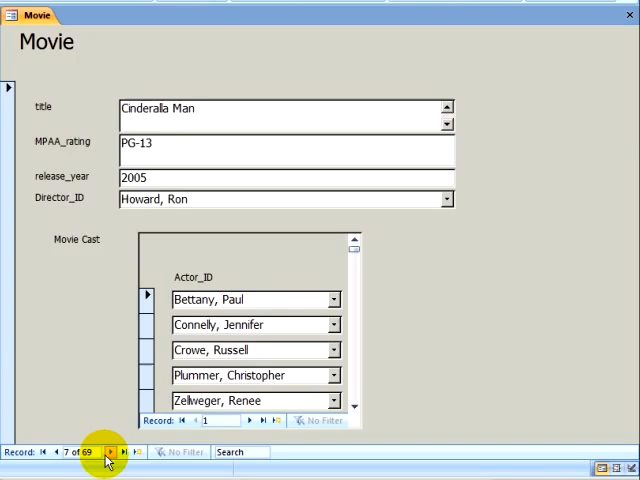 Movie
Movie
title
Cinderalla Man
MPAA_rating
PG-13
release_year
2005
Director_ID
Howard, Ron
Movie Cast
Actor_ID
Bettany, Paul
Connelly, Jennifer
Crowe, Russell
Plummer, Christopher
Zellweger, Renee
Record: 1 No Filter
Record: 7 of 69 No Filter Search